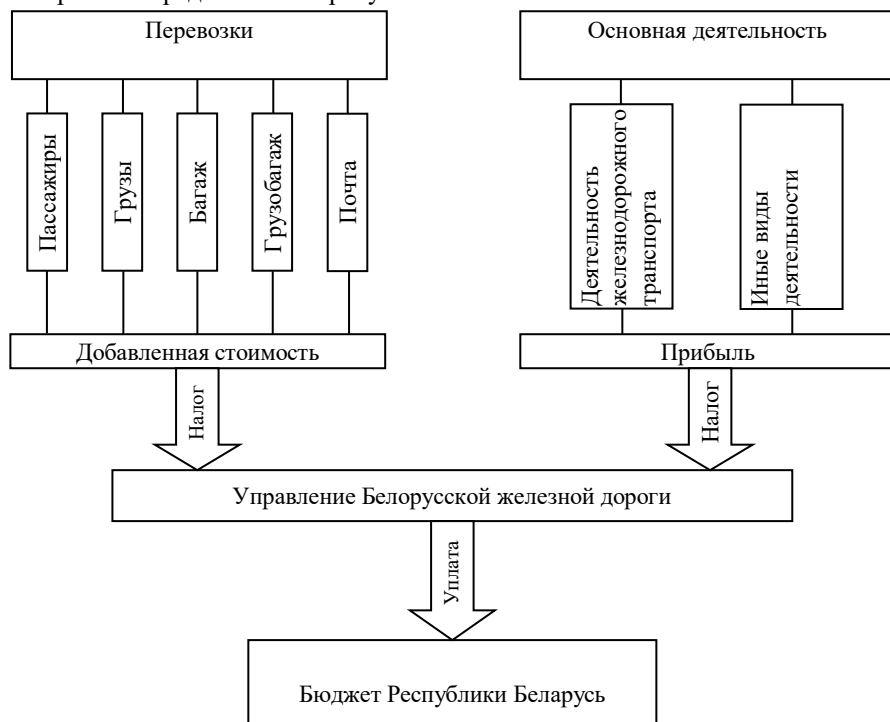 Перевозки
Основная деятельность
Пассажиры
Грузы
Багаж
Грузобагаж
Почта
Деятельность
железнодорожного
транспорта
Иные виды
деятельности
Добавленная стоимость
Прибыль
Налог
Налог
Управление Белорусской железной дороги
Уплата
Бюджет Республики Беларусь